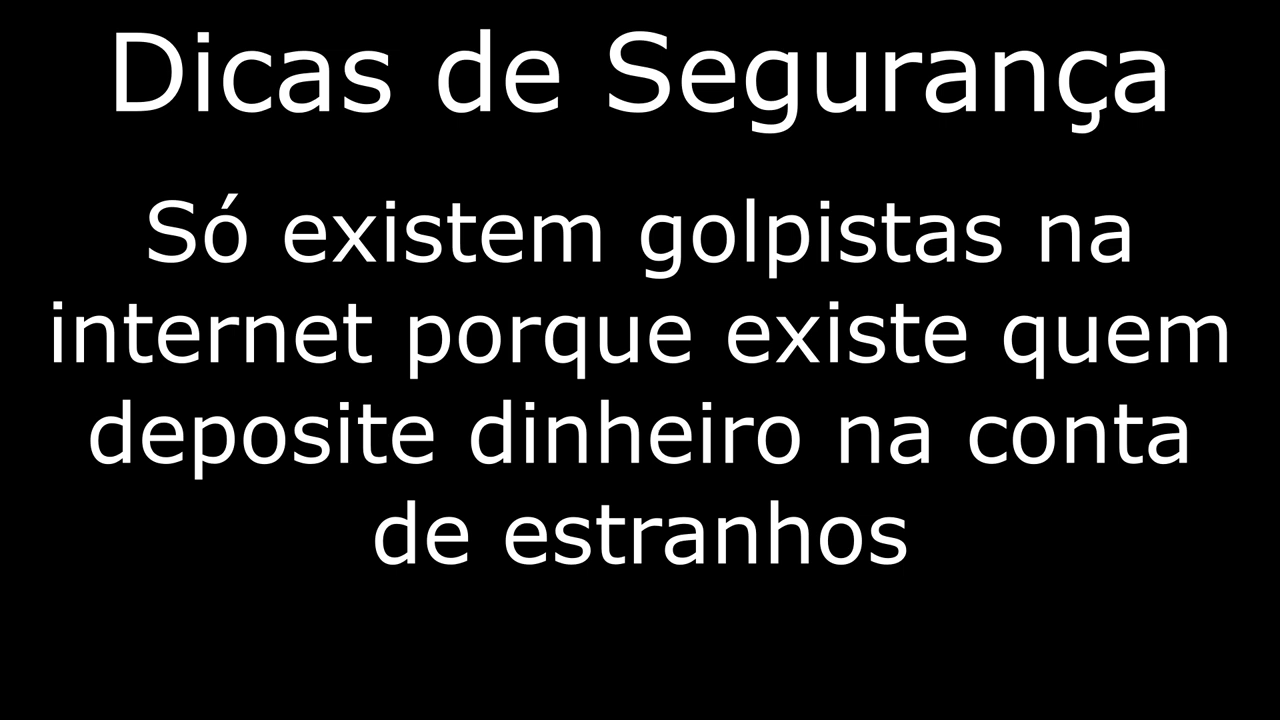 Dicas de Segurança
Só existem golpistas na
internet porque existe quem
deposite dinheiro na conta
de estranhos